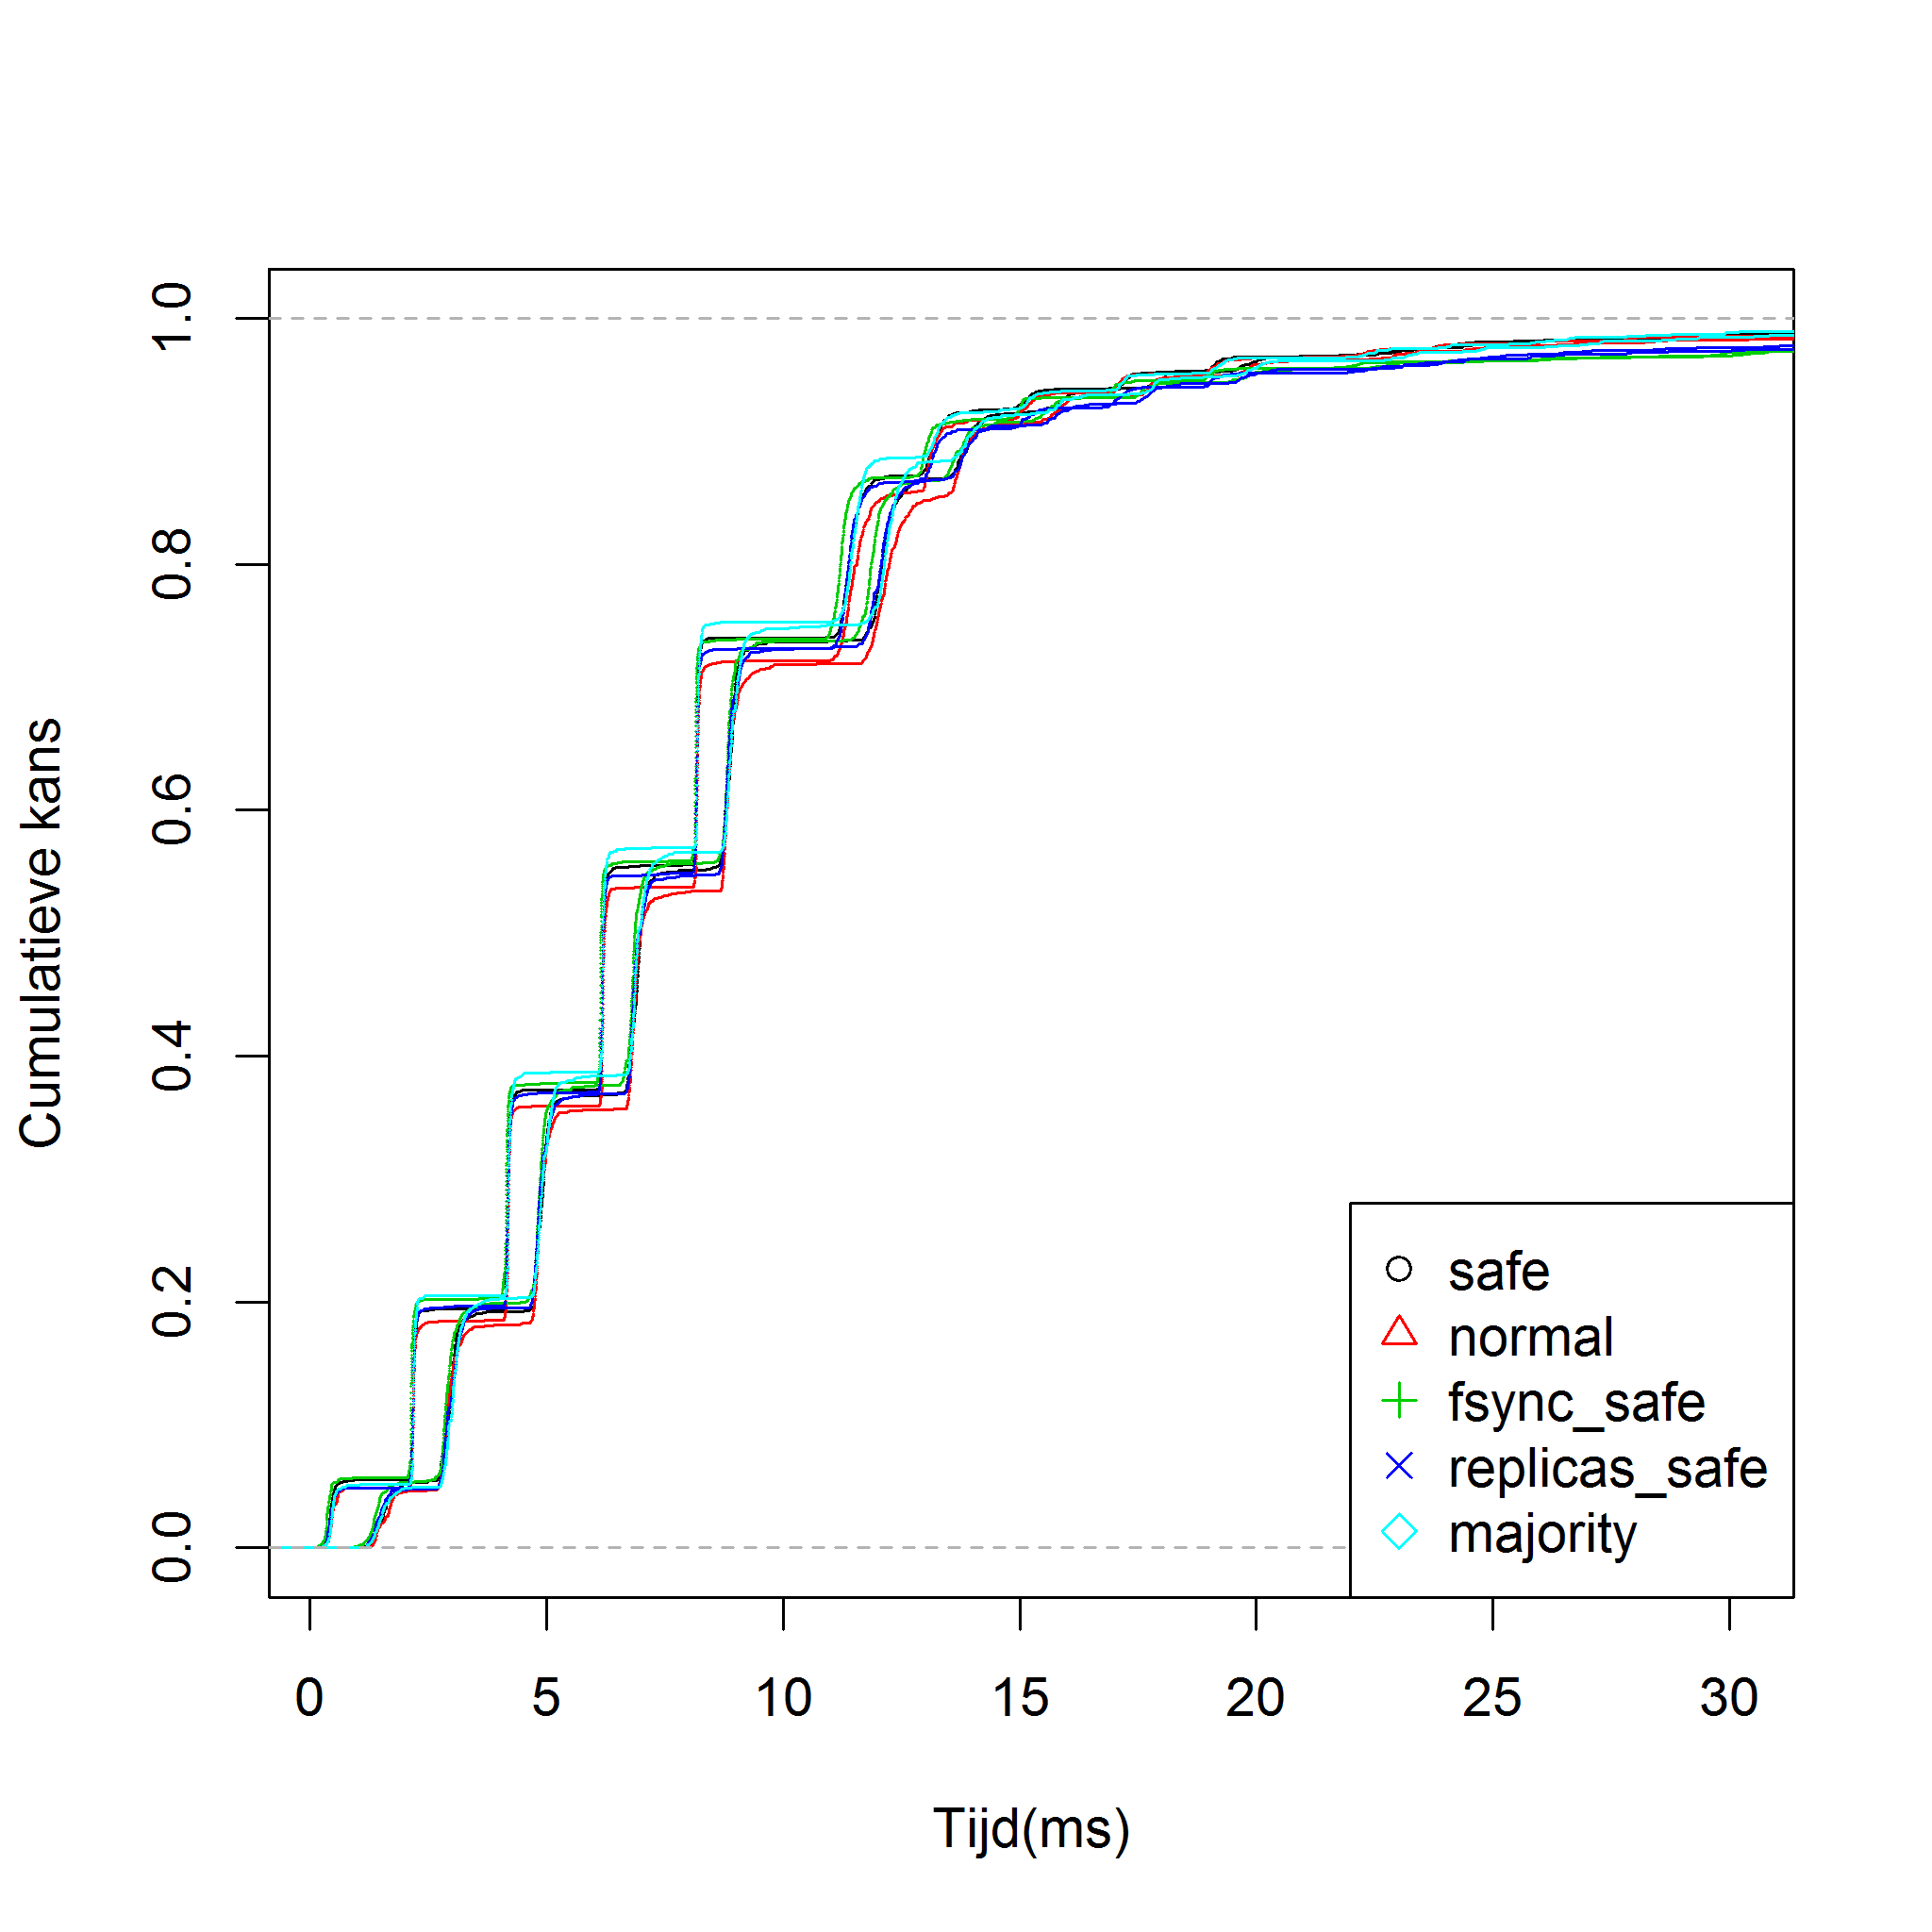 Cumulatieve kans
1.0
0.8
0.6
0.4
0.2
0.0
safe
normal
fsync_safe
replicas_safe
majority
0 5 10 15 20 25 30
Tijd(ms)